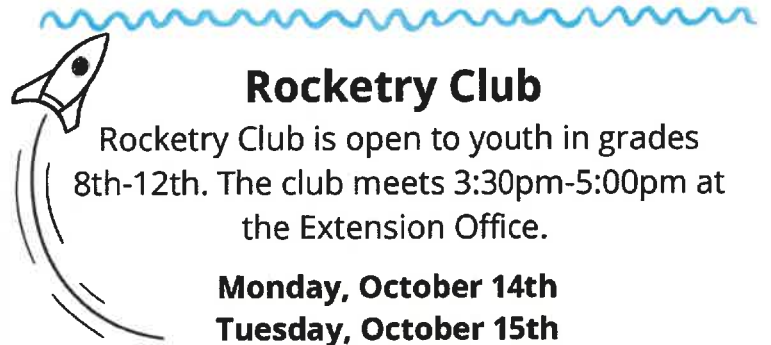 Rocketry Club
Rocketry Club is open to youth in grades
8th-12th. The club meets 3:30pm-5:00pm at
the Extension Office.
Monday, October 14th
Tuesday, October 15th